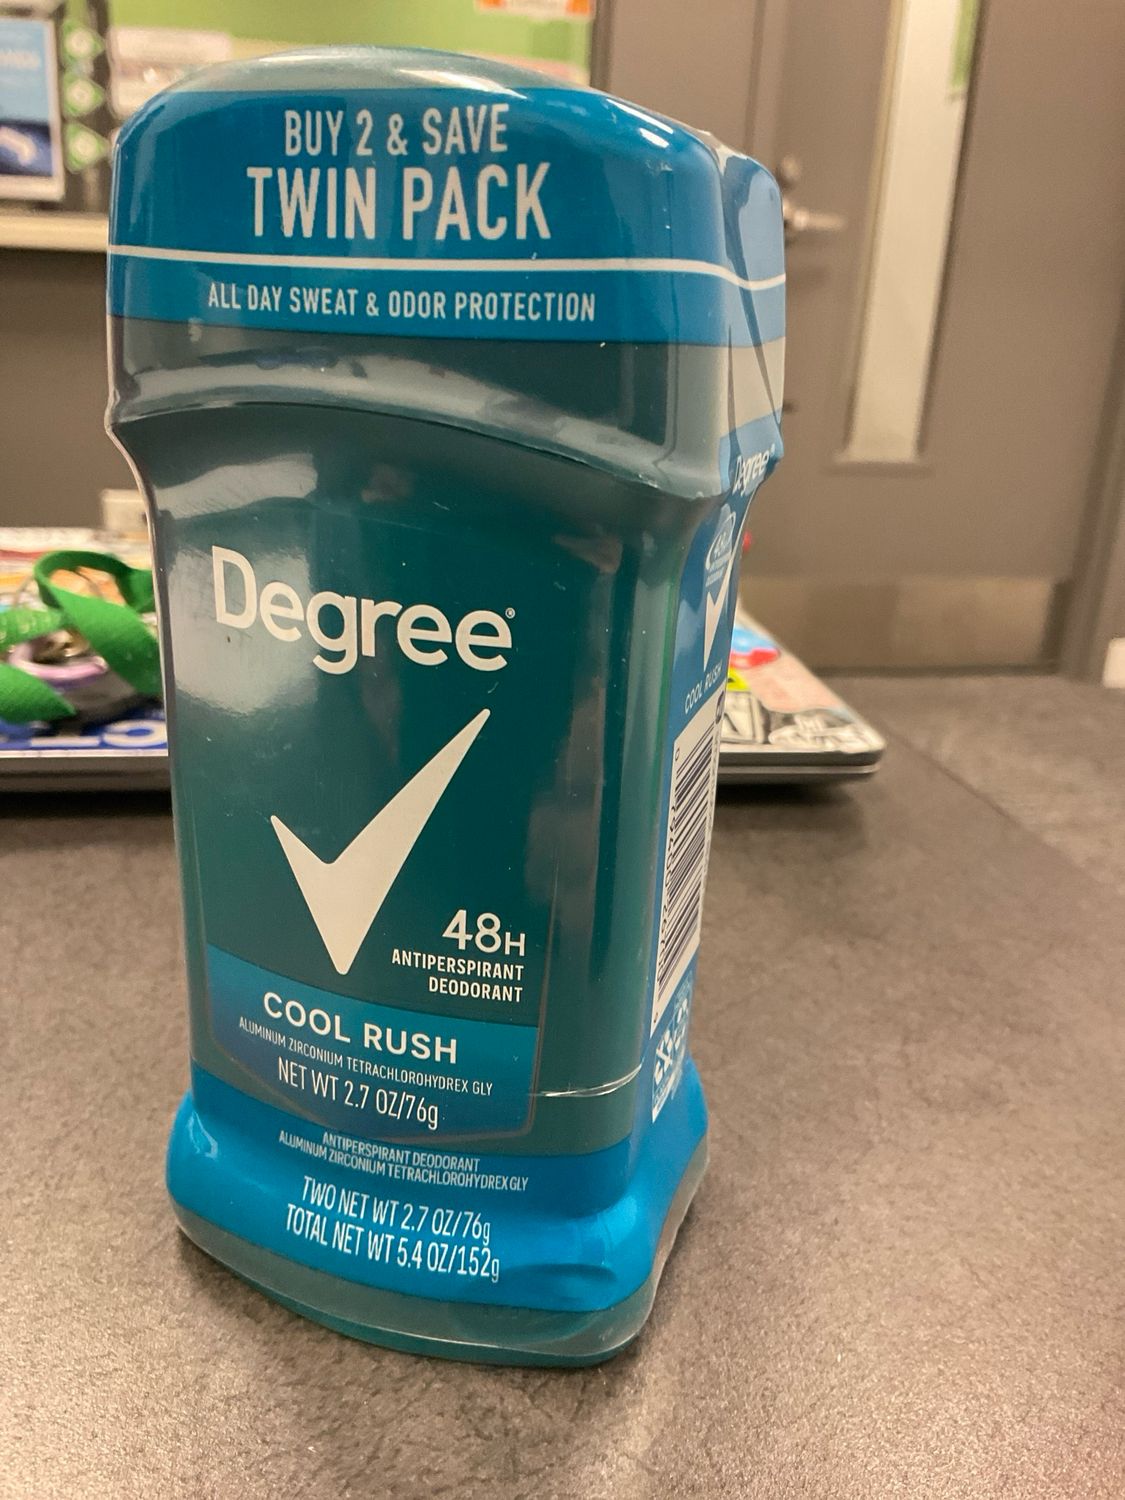 BUY 2 & SAVE
TWIN PACK
ALL DAY SWEAT & ODOR PROTECTION
Degree®
48H
ANTIPERSPIRANT
DEODORANT
COOL RUSH
ALUMINUM ZIRCONIUM TETRACHLOROHYDREX GLY
NET WT 2.7 OZ/76g
ANTIPERSPIRANT DEODORANT
ALUMINUM ZIRCONIUM TETRACHLOROHYDREX GLY
TWO NET WT 2.7 OZ/76g
TOTAL NET WT 5.4 OZ/152g
Degree®
48H
COOL RUSH